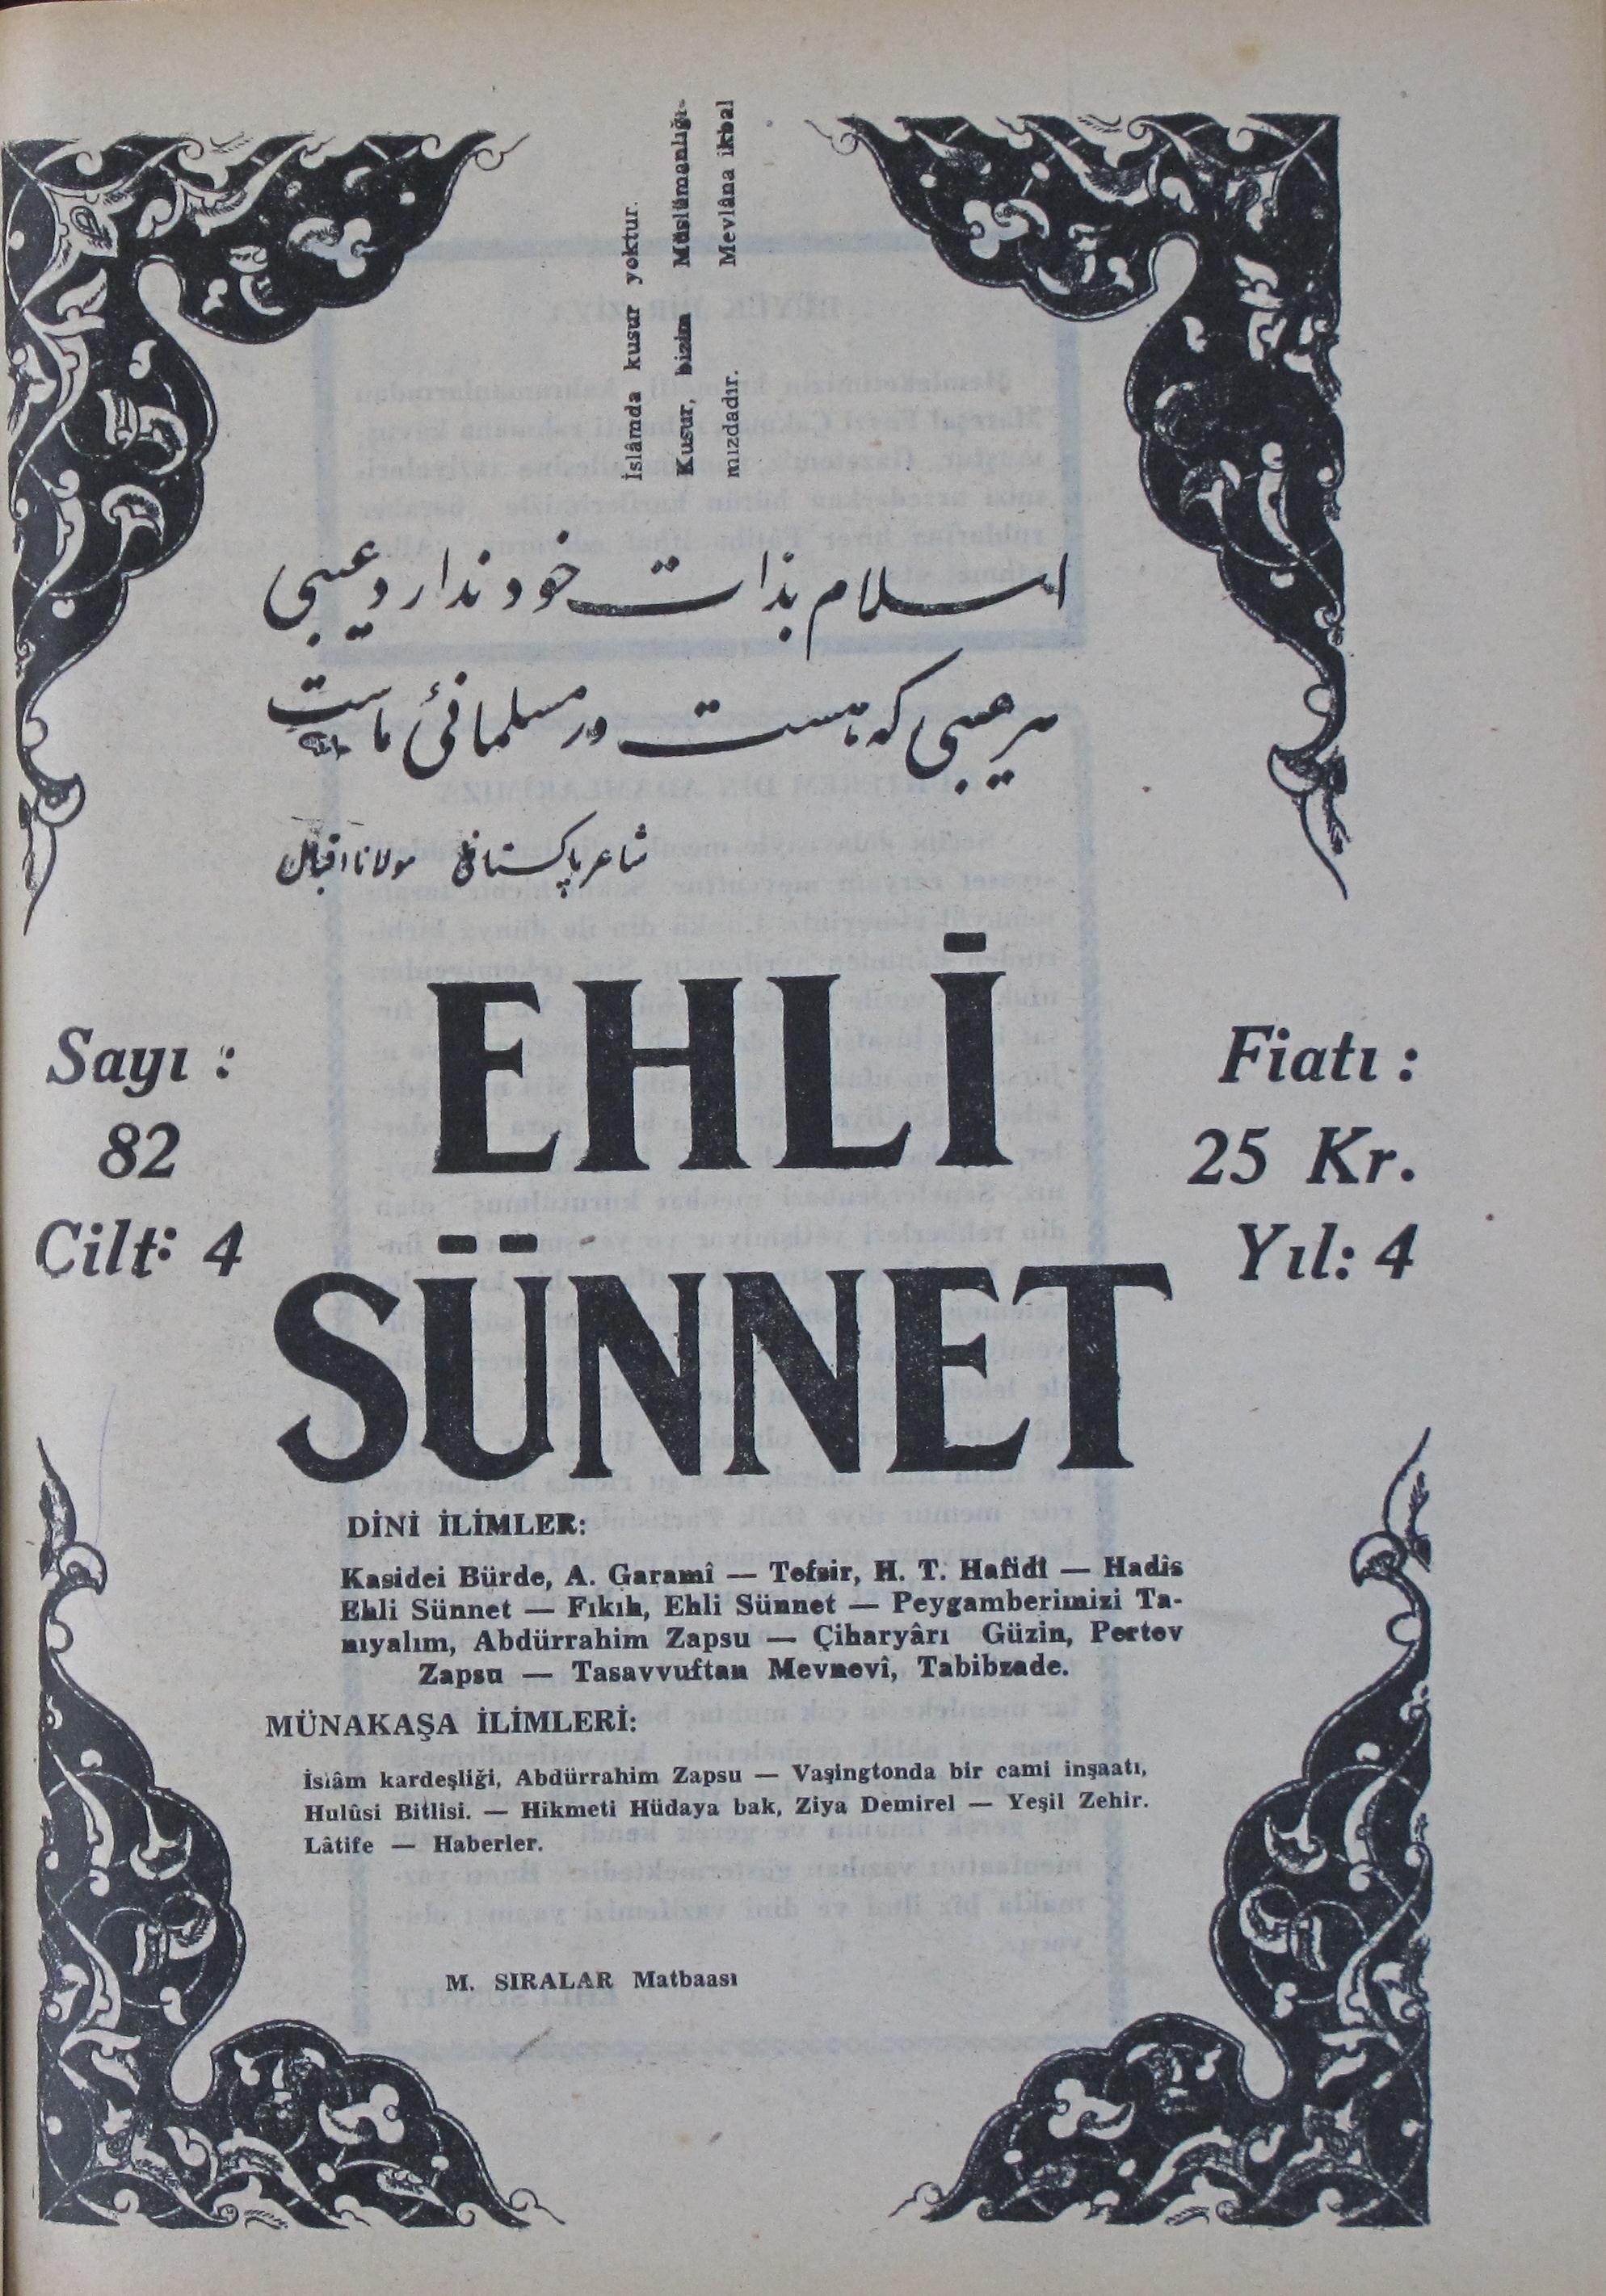 İslâmda kusur yoktur.
Kusur, bizim Müslümanlığı-
mızdadır. Mevlâna ikbal
اسلام بذات خود ندارد عیبی
هر عیبی که هست در مسلمانئ ماست
شاعر پاکستانی مولانا اقبال
EHLİ
SÜNNET
Sayı :
82
Cilt: 4
Fiatı :
25 Kr.
Yıl: 4
DİNİ İLİMLER:
Kasidei Bürde, A. Garamî — Tefsir, H. T. Hafidî — Hadîs
Ehli Sünnet — Fıkıh, Ehli Sünnet — Peygamberimizi Ta-
nıyalım, Abdürrahim Zapsu — Çiharyârı Güzin, Pertev
Zapsu — Tasavvuftan Mevnevî, Tabibzade.
MÜNAKAŞA İLİMLERİ:
İslâm kardeşliği, Abdürrahim Zapsu — Vaşingtonda bir cami inşaatı,
Hulûsi Bitlisi. — Hikmeti Hüdaya bak, Ziya Demirel — Yeşil Zehir.
Lâtife — Haberler.
M. SIRALAR Matbaası